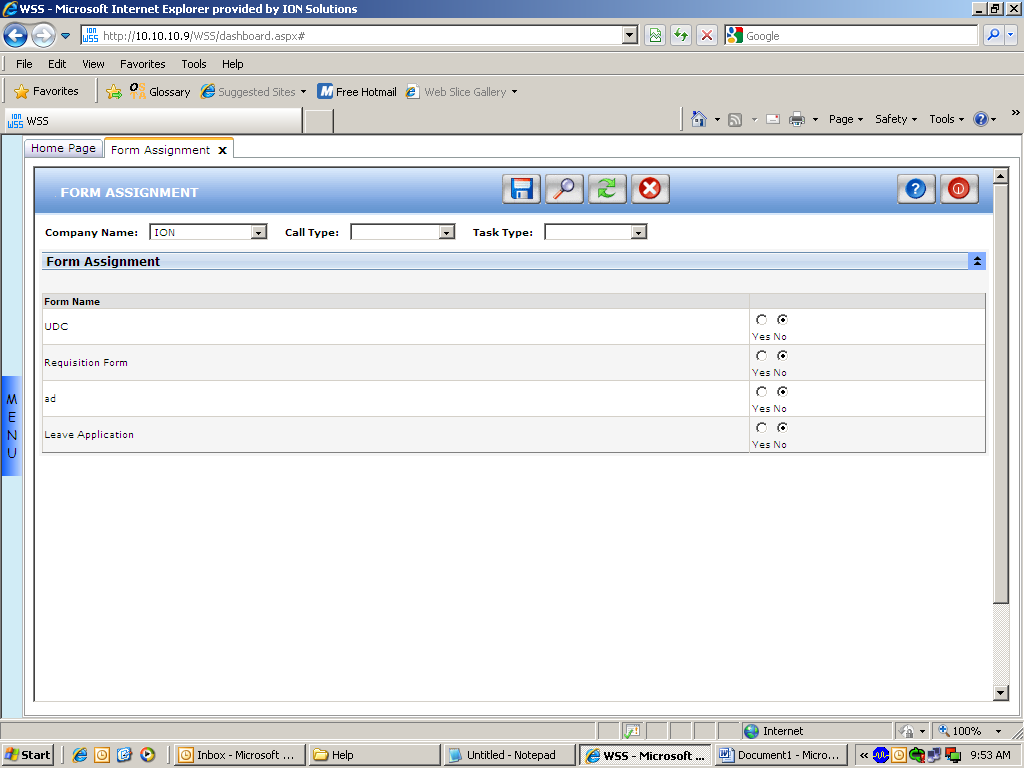 WSS - Microsoft Internet Explorer provided by ION Solutions
ION WSS http://10.10.10.9/WSS/dashboard.aspx# Google
File Edit View Favorites Tools Help
Favorites Glossary Suggested Sites Free Hotmail Web Slice Gallery
ION WSS WSS Page Safety Tools »
Home Page Form Assignment x
FORM ASSIGNMENT
Company Name: ION Call Type: Task Type:
Form Assignment
Form Name
UDC
Yes No
Requisition Form
Yes No
ad
Yes No
Leave Application
Yes No
MENU
Internet 100%
Start Inbox - Microsoft ... Help Untitled - Notepad WSS - Microsoft ... Document1 - Micro... « 9:53 AM